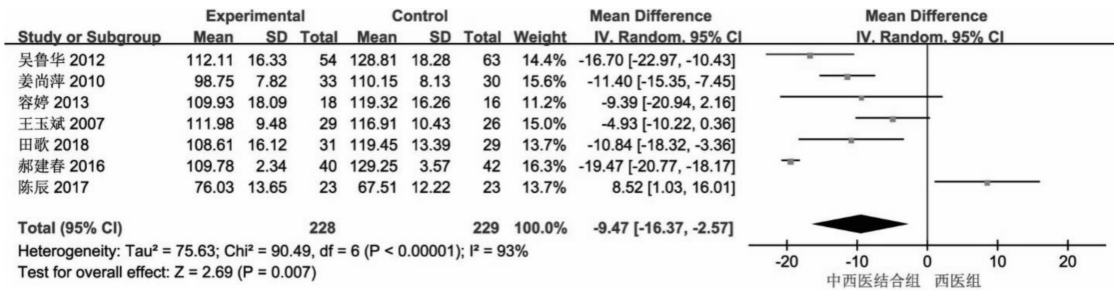 Experimental Control Mean Difference Mean Difference
Study or Subgroup Mean SD Total Mean SD Total Weight IV. Random. 95% CI IV. Random. 95% CI
吴鲁华 2012 112.11 16.33 54 128.81 18.28 63 14.4% -16.70 [-22.97, -10.43]
姜尚萍 2010 98.75 7.82 33 110.15 8.13 30 15.6% -11.40 [-15.35, -7.45]
容婷 2013 109.93 18.09 18 119.32 16.26 16 11.2% -9.39 [-20.94, 2.16]
王玉斌 2007 111.98 9.48 29 116.91 10.43 26 15.0% -4.93 [-10.22, 0.36]
田歌 2018 108.61 16.12 31 119.45 13.39 29 13.7% -10.84 [-18.32, -3.36]
郝建春 2016 109.78 2.34 40 129.25 3.57 42 16.3% -19.47 [-20.77, -18.17]
陈辰 2017 76.03 13.65 23 67.51 12.22 23 13.7% 8.52 [1.03, 16.01]
Total (95% CI) 228 229 100.0% -9.47 [-16.37, -2.57]
Heterogeneity: Tau² = 75.63; Chi² = 90.49, df = 6 (P < 0.00001); I² = 93%
Test for overall effect: Z = 2.69 (P = 0.007)
-20 -10 0 10 20
中西医结合组 西医组